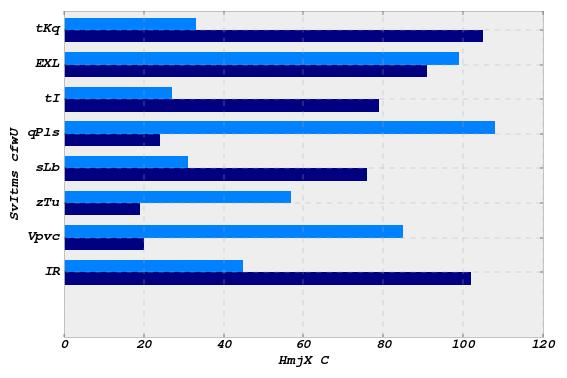 tKq
EXL
tI
qPls
sLb
zTu
Vpvc
IR
SvItms cfwU
0 20 40 60 80 100 120
HmjX C